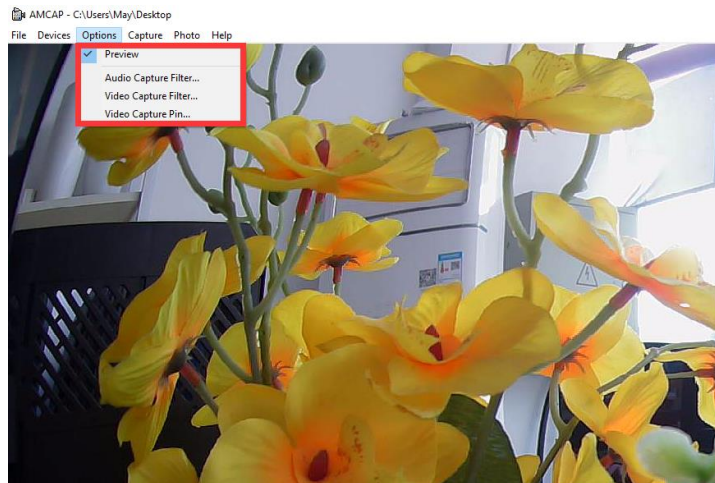 AMCAP - C:\Users\May\Desktop
File Devices Options Capture Photo Help
Preview
Audio Capture Filter...
Video Capture Filter...
Video Capture Pin...